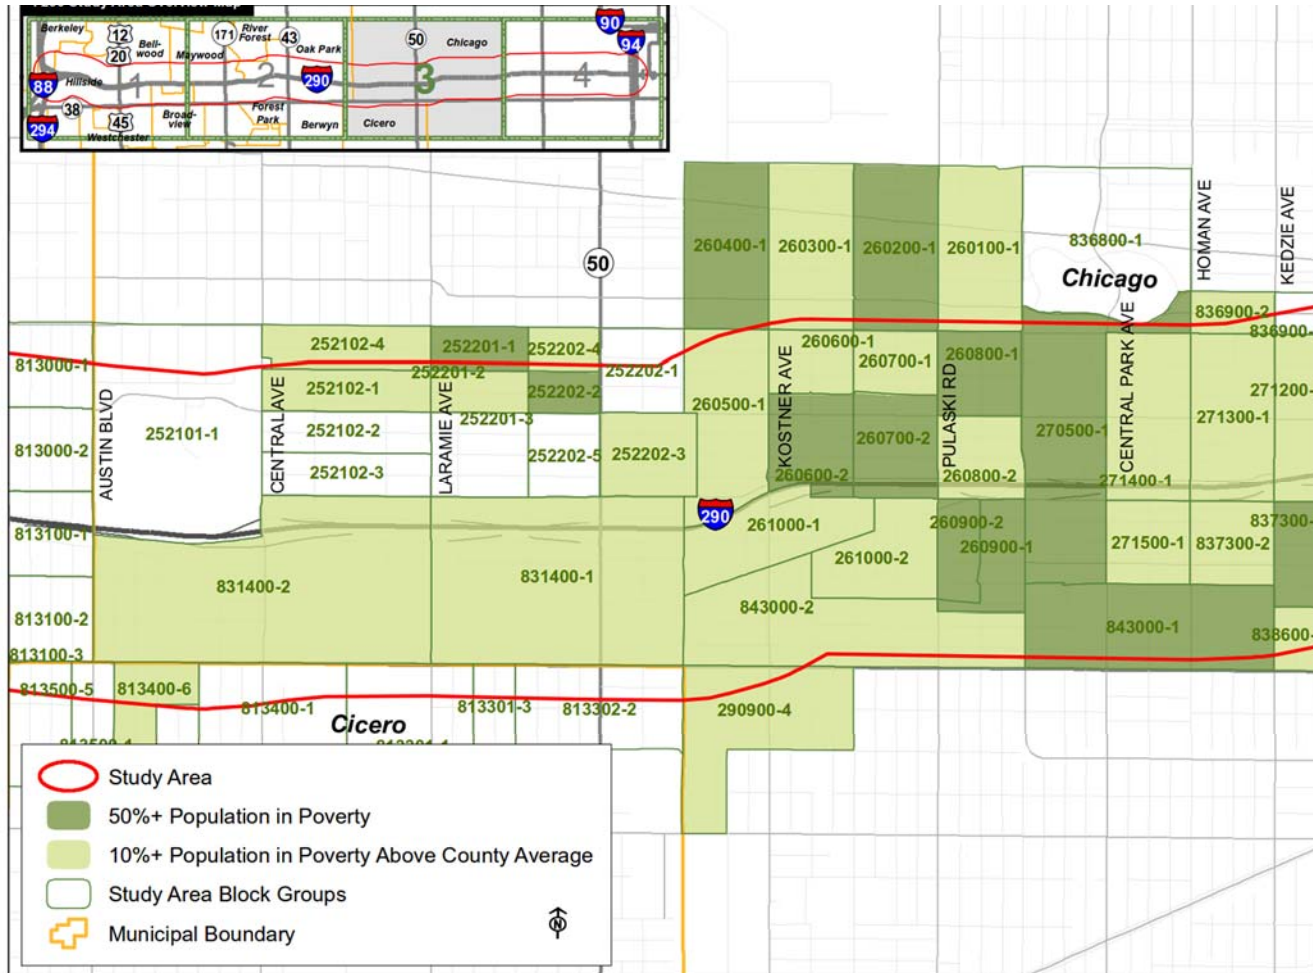 Berkeley
12
20
Bell-
wood
Maywood
171
River
Forest
43
Oak Park
50
Chicago
90
94
88
Hillside
1
2
290
3
4
38
294
45
Westchester
Broad-
view
Forest
Park
Berwyn
Cicero
50
260400-1
260300-1
260200-1
260100-1
836800-1
Chicago
HOMAN AVE
KEDZIE AVE
836900-2
836900-
813000-1
252102-4
252201-1
252202-4
252201-2
252202-1
260600-1
260700-1
260800-1
252102-1
252202-2
260500-1
271300-1
271200-
AUSTIN BLVD
CENTRAL AVE
LARAMIE AVE
KOSTNER AVE
PULASKI RD
CENTRAL PARK AVE
252101-1
252102-2
252201-3
260700-2
270500-1
813000-2
252102-3
252202-5
252202-3
260600-2
260800-2
271400-1
290
813100-1
261000-1
260900-2
260900-1
271500-1
837300-2
837300-
831400-2
831400-1
261000-2
813100-2
843000-2
843000-1
838600-
813100-3
813500-5
813400-6
813400-1
813301-3
813302-2
290900-4
Cicero
Study Area
50%+ Population in Poverty
10%+ Population in Poverty Above County Average
Study Area Block Groups
Municipal Boundary
N